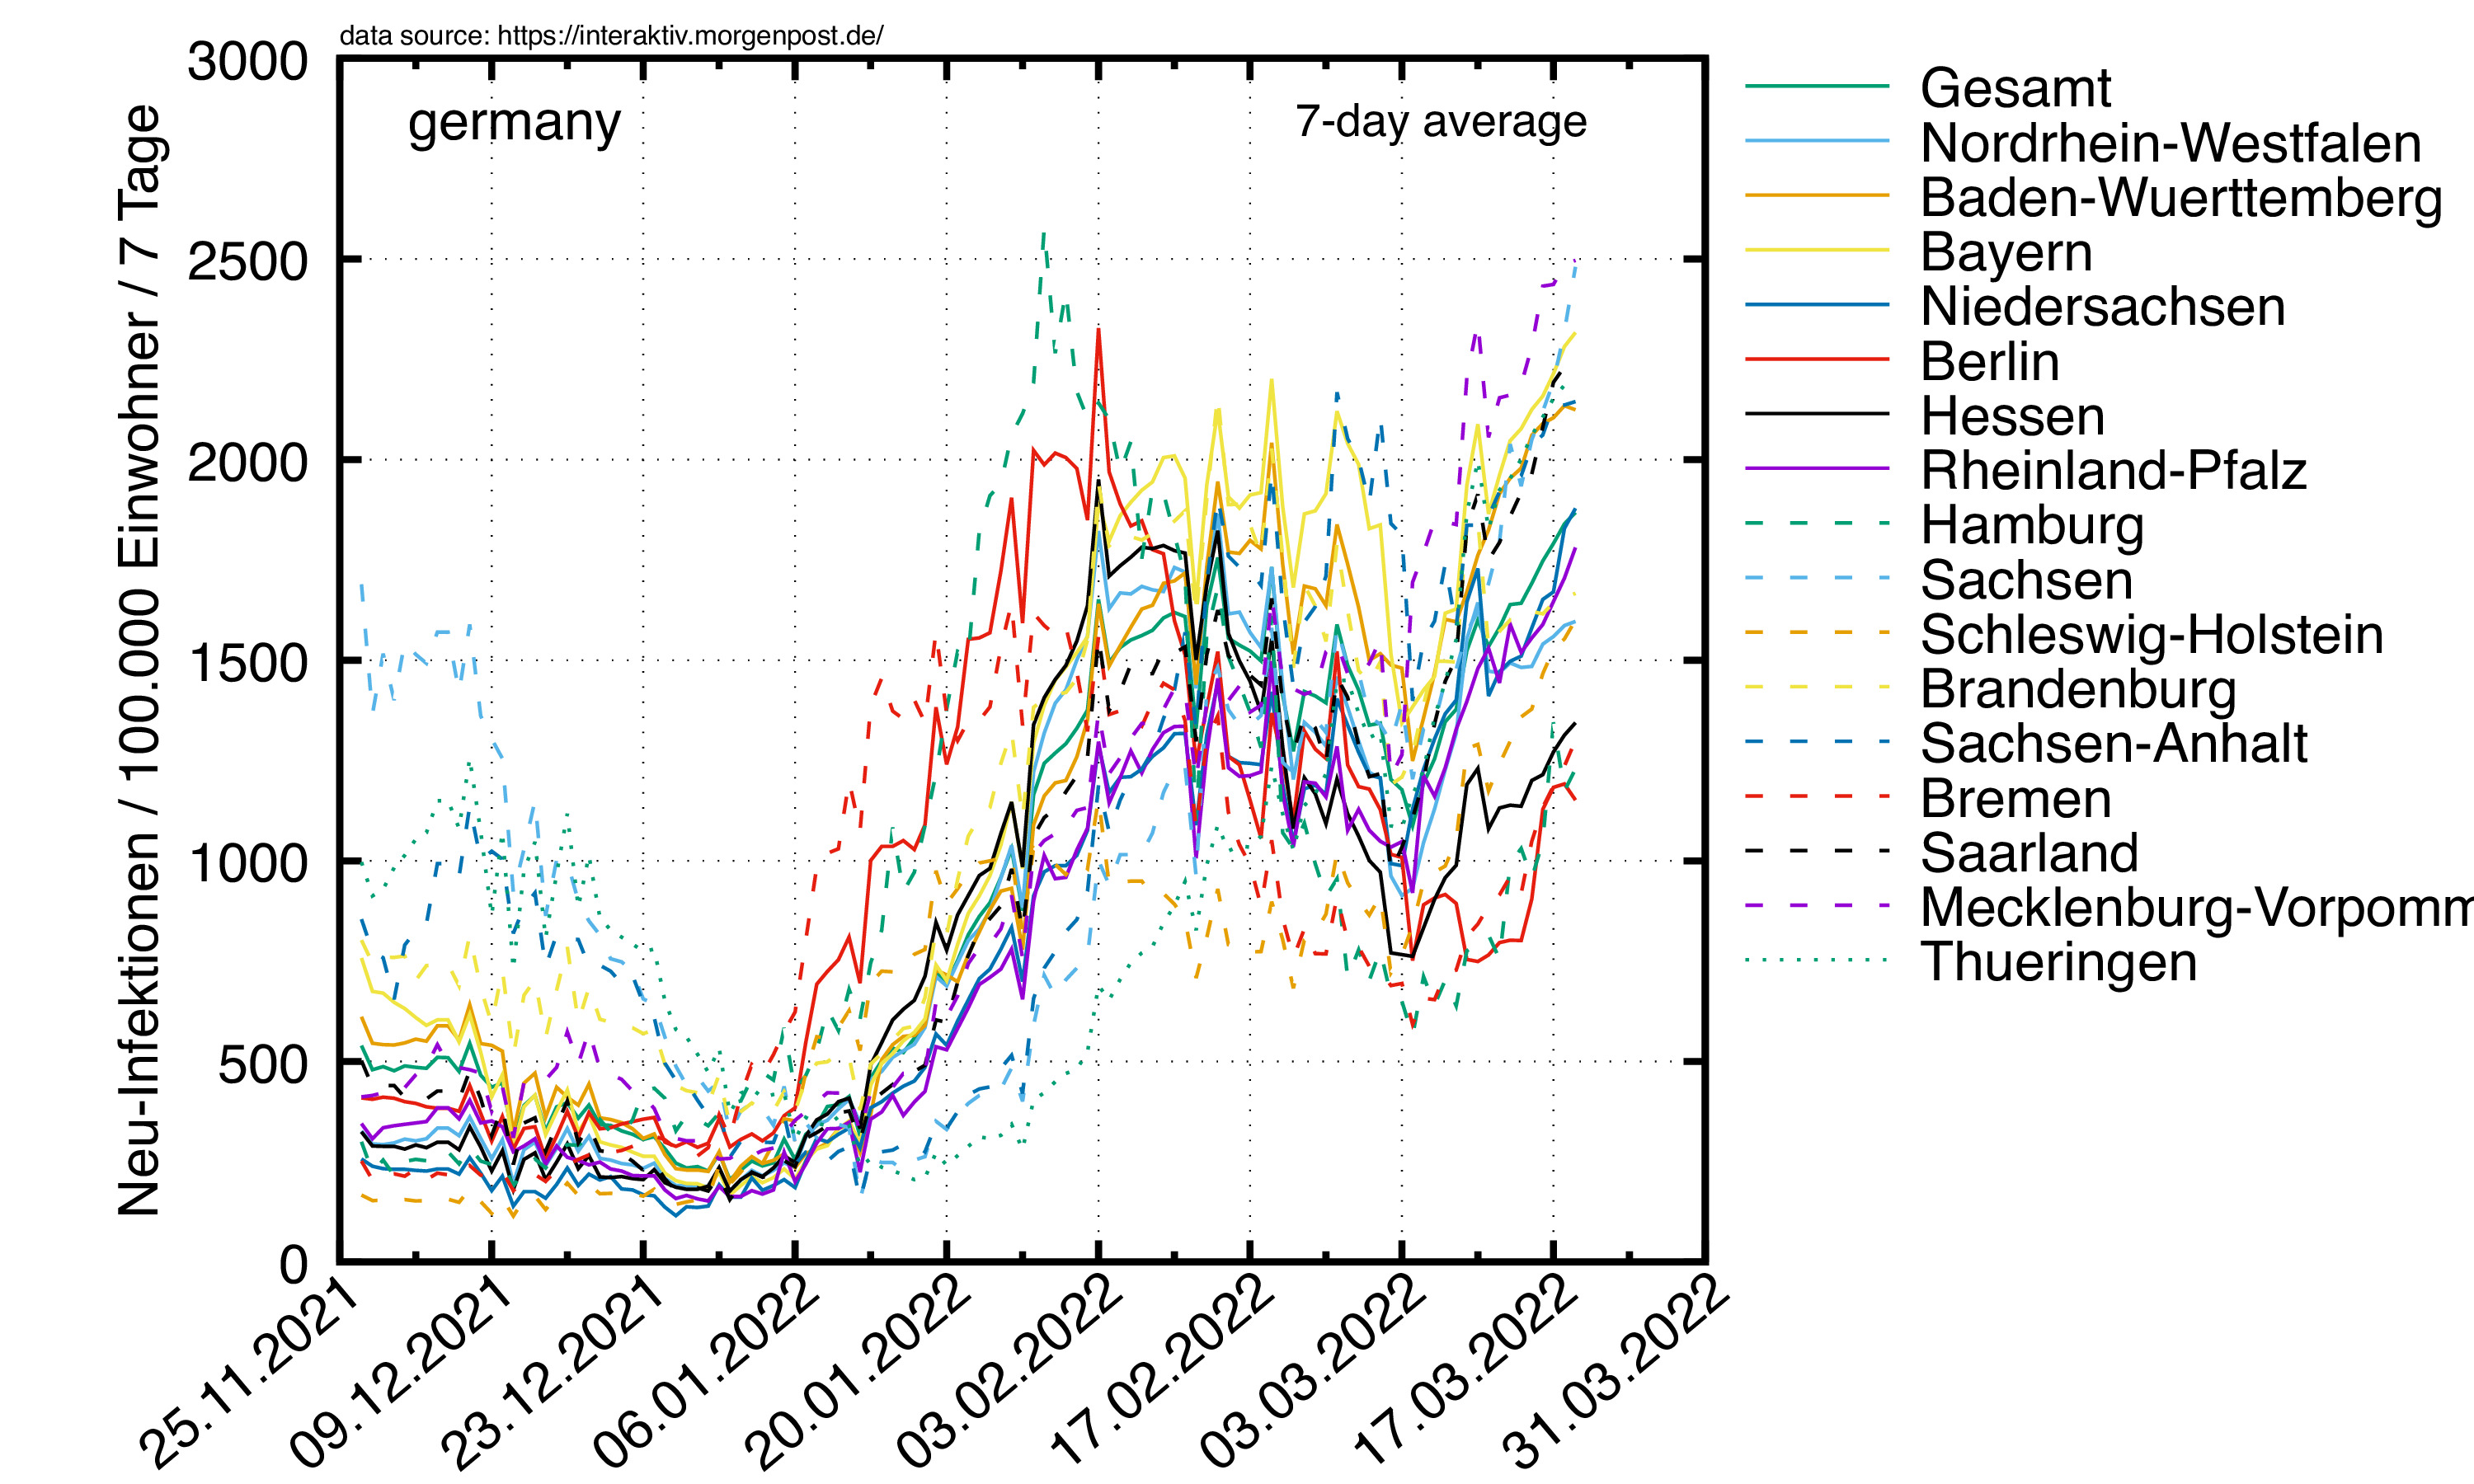 data source: https://interaktiv.morgenpost.de/
germany
7-day average
Neu-Infektionen / 100.000 Einwohner / 7 Tage
3000
2500
2000
1500
1000
500
0
25.11.2021
09.12.2021
23.12.2021
06.01.2022
20.01.2022
03.02.2022
17.02.2022
03.03.2022
17.03.2022
31.03.2022
Gesamt
Nordrhein-Westfalen
Baden-Wuerttemberg
Bayern
Niedersachsen
Berlin
Hessen
Rheinland-Pfalz
Hamburg
Sachsen
Schleswig-Holstein
Brandenburg
Sachsen-Anhalt
Bremen
Saarland
Mecklenburg-Vorpomm
Thueringen